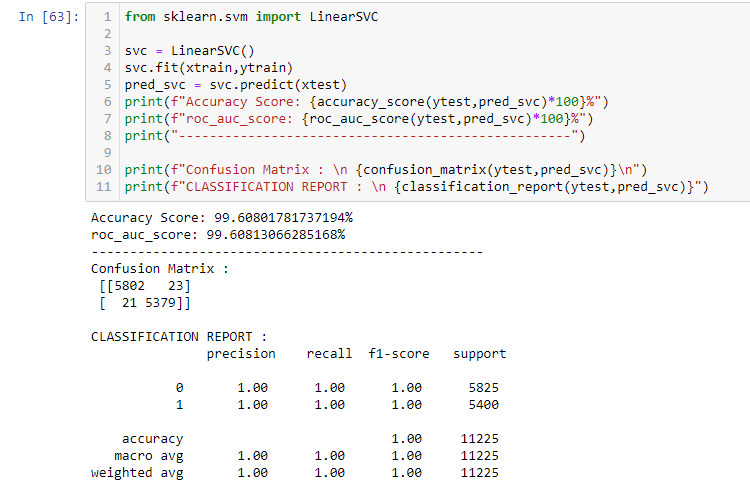 In [63]:
1 from sklearn.svm import LinearSVC
2
3 svc = LinearSVC()
4 svc.fit(xtrain,ytrain)
5 pred_svc = svc.predict(xtest)
6 print(f"Accuracy Score: {accuracy_score(ytest,pred_svc)*100}%")
7 print(f"roc_auc_score: {roc_auc_score(ytest,pred_svc)*100}%")
8 print("---------------------------------------------------")
9
10 print(f"Confusion Matrix : \n {confusion_matrix(ytest,pred_svc)}\n")
11 print(f"CLASSIFICATION REPORT : \n {classification_report(ytest,pred_svc)}")
Accuracy Score: 99.60801781737194%
roc_auc_score: 99.60813066285168%
---------------------------------------------------
Confusion Matrix :
[[5802 23]
[ 21 5379]]
CLASSIFICATION REPORT :
precision recall f1-score support
0 1.00 1.00 1.00 5825
1 1.00 1.00 1.00 5400
accuracy 1.00 11225
macro avg 1.00 1.00 1.00 11225
weighted avg 1.00 1.00 1.00 11225